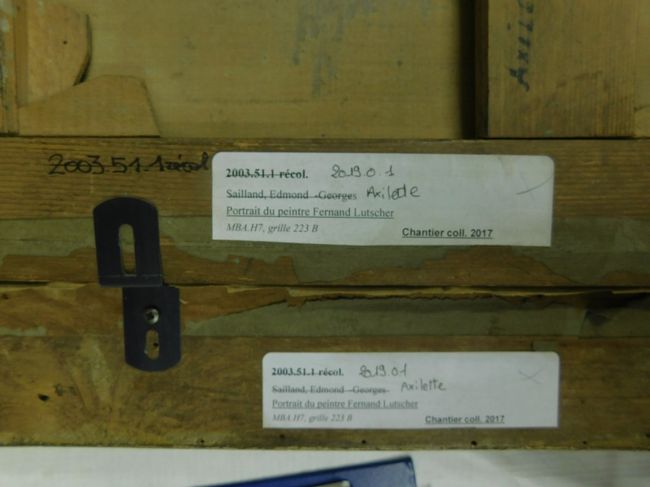 Axil
2003.51.1 récol
2003.51.1 récol. 2019.0.1
Sailland, Edmond -Georges Axilette
Portrait du peintre Fernand Lutscher
MBA.H7, grille 223 B
Chantier coll. 2017
2003.51.1 récol. 2019.01
Sailland, Edmond -Georges- Axilette
Portrait du peintre Fernand Lutscher
MBA.H7, grille 223 B
Chantier coll. 2017